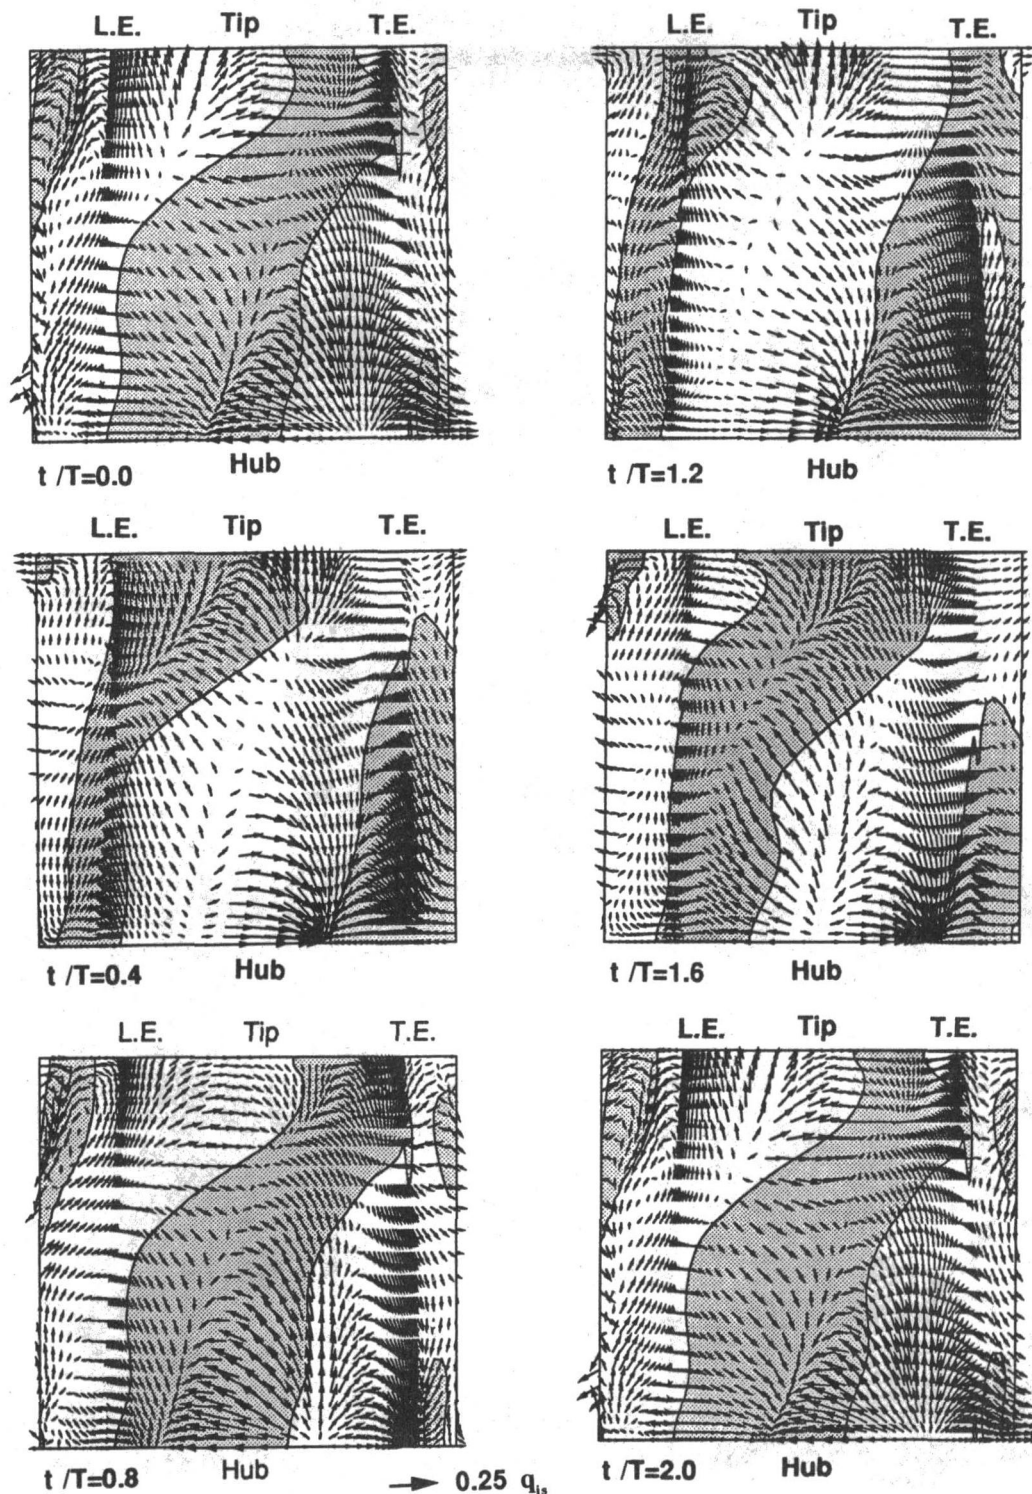 L.E. Tip T.E.
Hub
t /T=0.0
L.E. Tip T.E.
Hub
t /T=1.2
L.E. Tip T.E.
Hub
t /T=0.4
L.E. Tip T.E.
Hub
t /T=1.6
L.E. Tip T.E.
Hub
t /T=0.8
L.E. Tip T.E.
Hub
t /T=2.0
0.25 qis